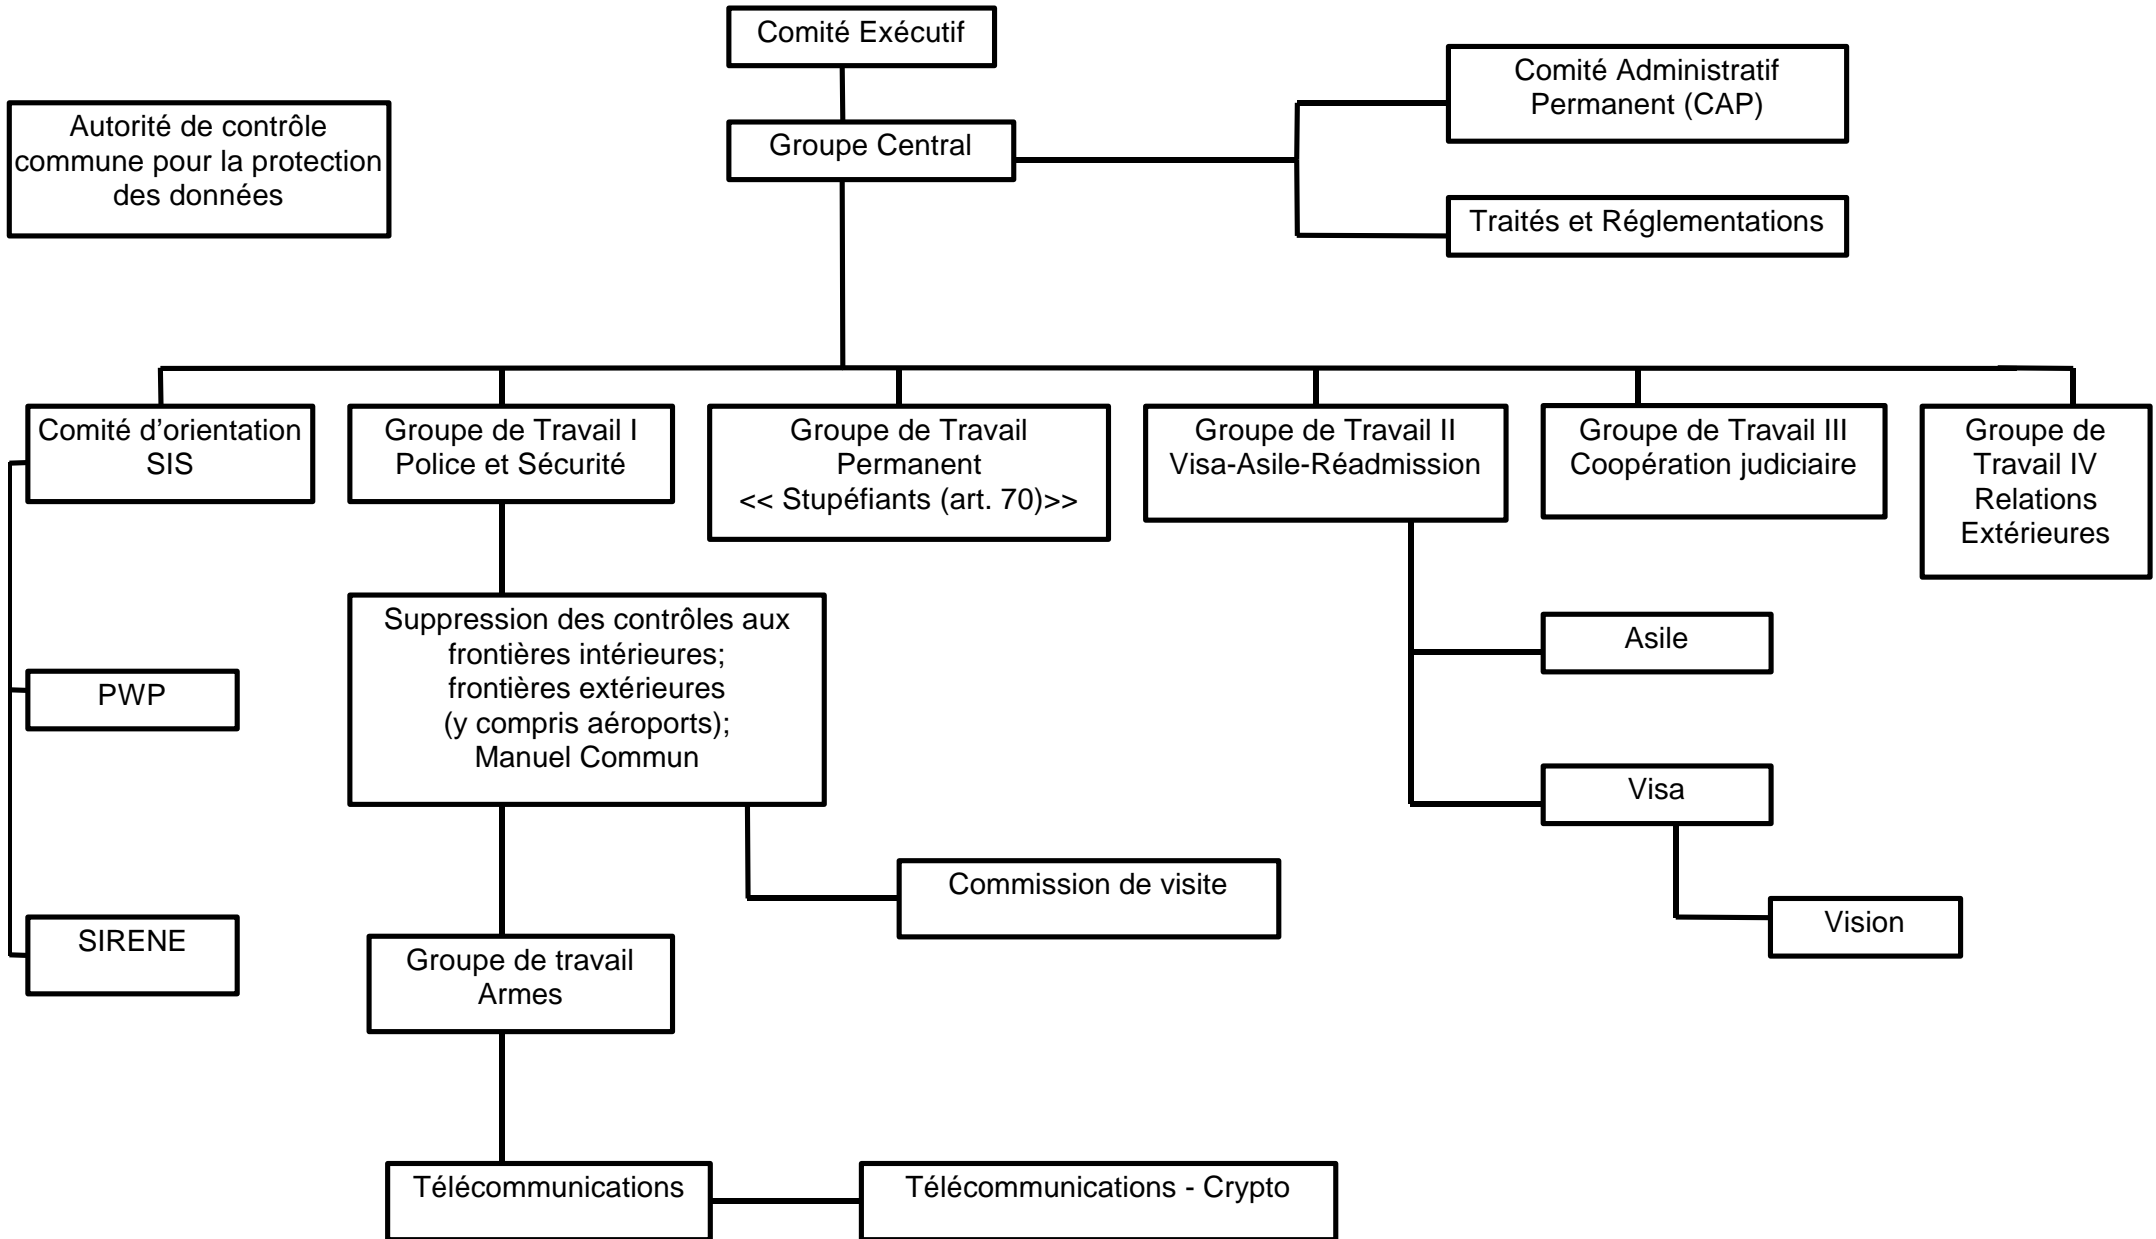 Comité Exécutif
Comité Administratif
Permanent (CAP)
Autorité de contrôle
commune pour la protection
des données
Groupe Central
Traités et Réglementations
Comité d'orientation
SIS
Groupe de Travail I
Police et Sécurité
Groupe de Travail
Permanent
<< Stupéfiants (art. 70)>>
Groupe de Travail II
Visa-Asile-Réadmission
Groupe de Travail III
Coopération judiciaire
Groupe de
Travail IV
Relations
Extérieures
Suppression des contrôles aux
frontières intérieures;
frontières extérieures
(y compris aéroports);
Manuel Commun
Asile
PWP
Visa
Commission de visite
Vision
SIRENE
Groupe de travail
Armes
Télécommunications
Télécommunications - Crypto